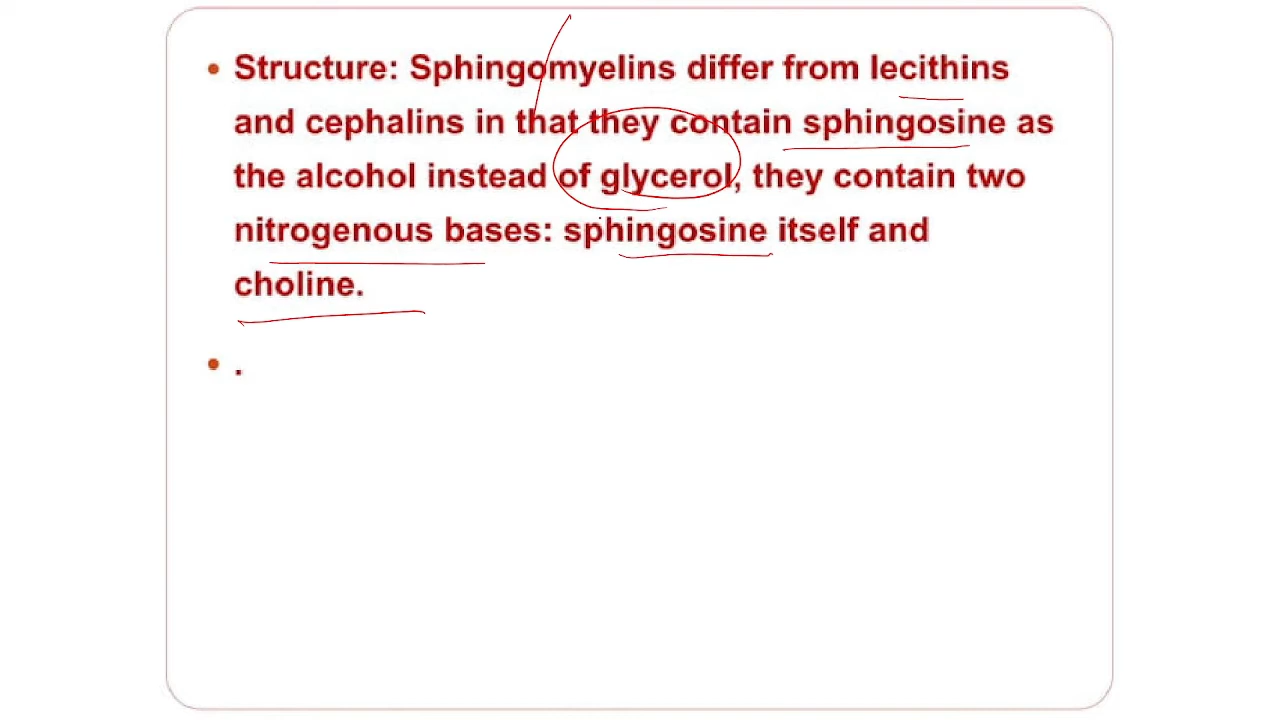 • Structure: Sphingomyelins differ from lecithins
and cephalins in that they contain sphingosine as
the alcohol instead of glycerol, they contain two
nitrogenous bases: sphingosine itself and
choline.
• .